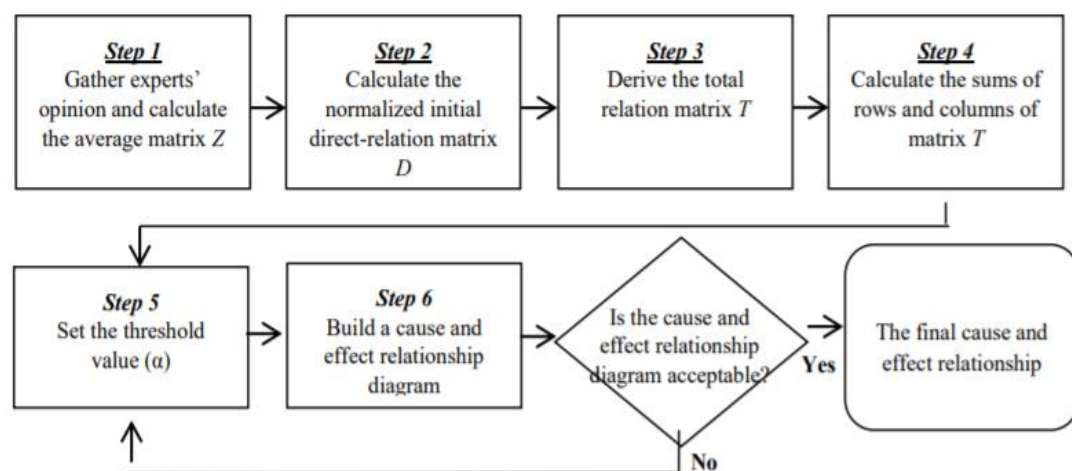 Step 1
Gather experts’
opinion and calculate
the average matrix Z
Step 2
Calculate the
normalized initial
direct-relation matrix
D
Step 3
Derive the total
relation matrix T
Step 4
Calculate the sums of
rows and columns of
matrix T
Step 5
Set the threshold
value (α)
Step 6
Build a cause and
effect relationship
diagram
Is the cause and
effect relationship
diagram acceptable?
Yes
The final cause and
effect relationship
No